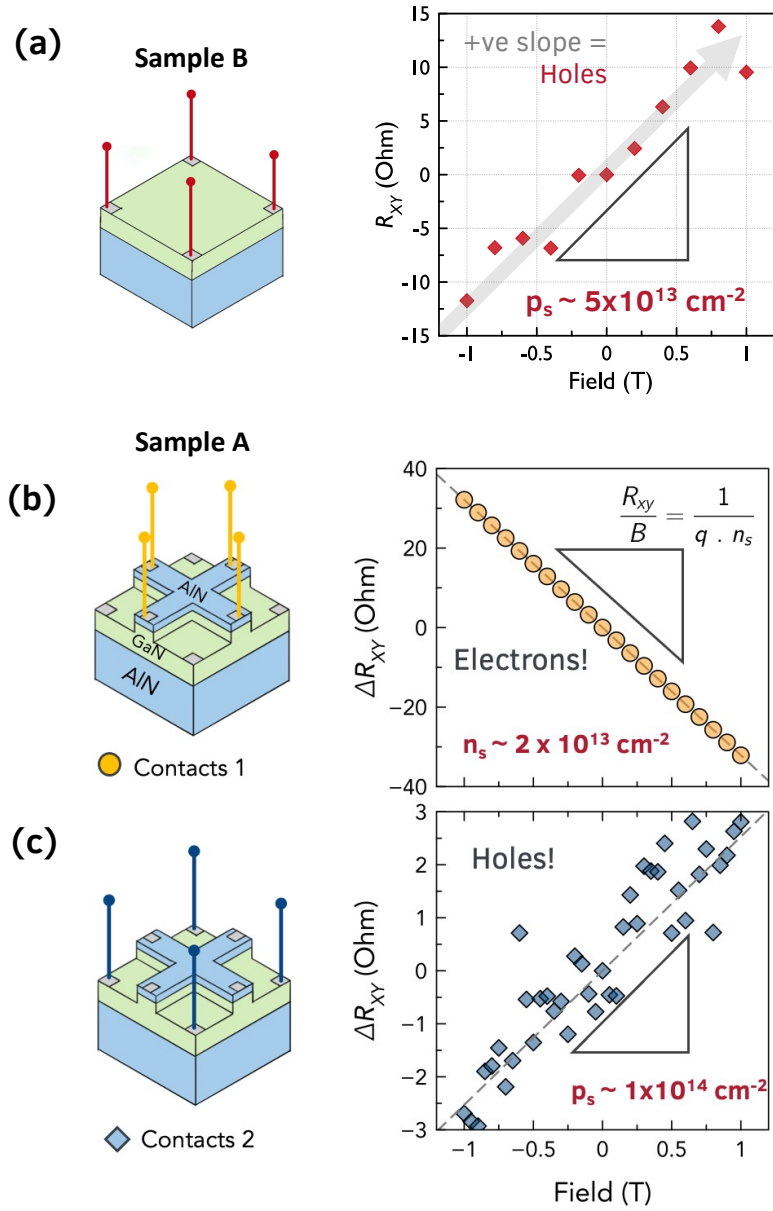 (a)
Sample B
+ve slope =
Holes
p_s ~ 5x10^13 cm^-2
R_XY (Ohm)
15
10
5
0
-5
-10
-15
-1
-0.5
0
0.5
1
Field (T)
(b)
Sample A
AlN
GaN
AlN
Contacts 1
R_xy / B = 1 / q . n_s
Electrons!
n_s ~ 2 x 10^13 cm^-2
ΔR_XY (Ohm)
40
20
0
−20
−40
(c)
Contacts 2
Holes!
p_s ~ 1x10^14 cm^-2
ΔR_XY (Ohm)
3
2
1
0
-1
-2
-3
−1
−0.5
0
0.5
1
Field (T)